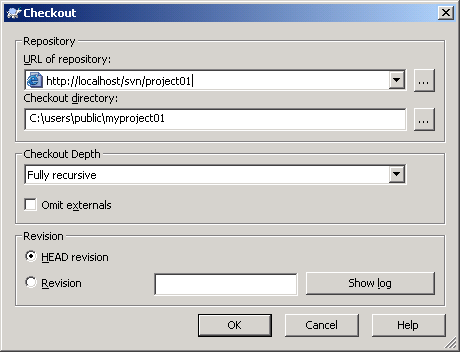 Checkout
Repository
URL of repository:
http://localhost/svn/project01
...
Checkout directory:
C:\users\public\myproject01
...
Checkout Depth
Fully recursive
Omit externals
Revision
HEAD revision
Revision
Show log
OK Cancel Help